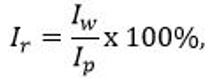 I_r = I_w / I_p x 100%,